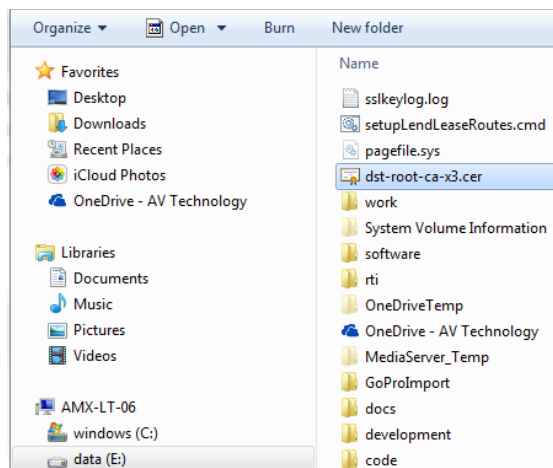 Organize Open Burn New folder
Favorites
Desktop
Downloads
Recent Places
iCloud Photos
OneDrive - AV Technology
Libraries
Documents
Music
Pictures
Videos
AMX-LT-06
windows (C:)
data (E:)
Name
sslkeylog.log
setupLendLeaseRoutes.cmd
pagefile.sys
dst-root-ca-x3.cer
work
System Volume Information
software
rti
OneDriveTemp
OneDrive - AV Technology
MediaServer_Temp
GoProImport
docs
development
code